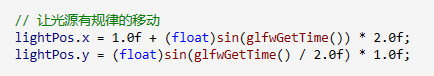 // 让光源有规律的移动
lightPos.x = 1.0f + (float)sin(glfwGetTime()) * 2.0f;
lightPos.y = (float)sin(glfwGetTime() / 2.0f) * 1.0f;